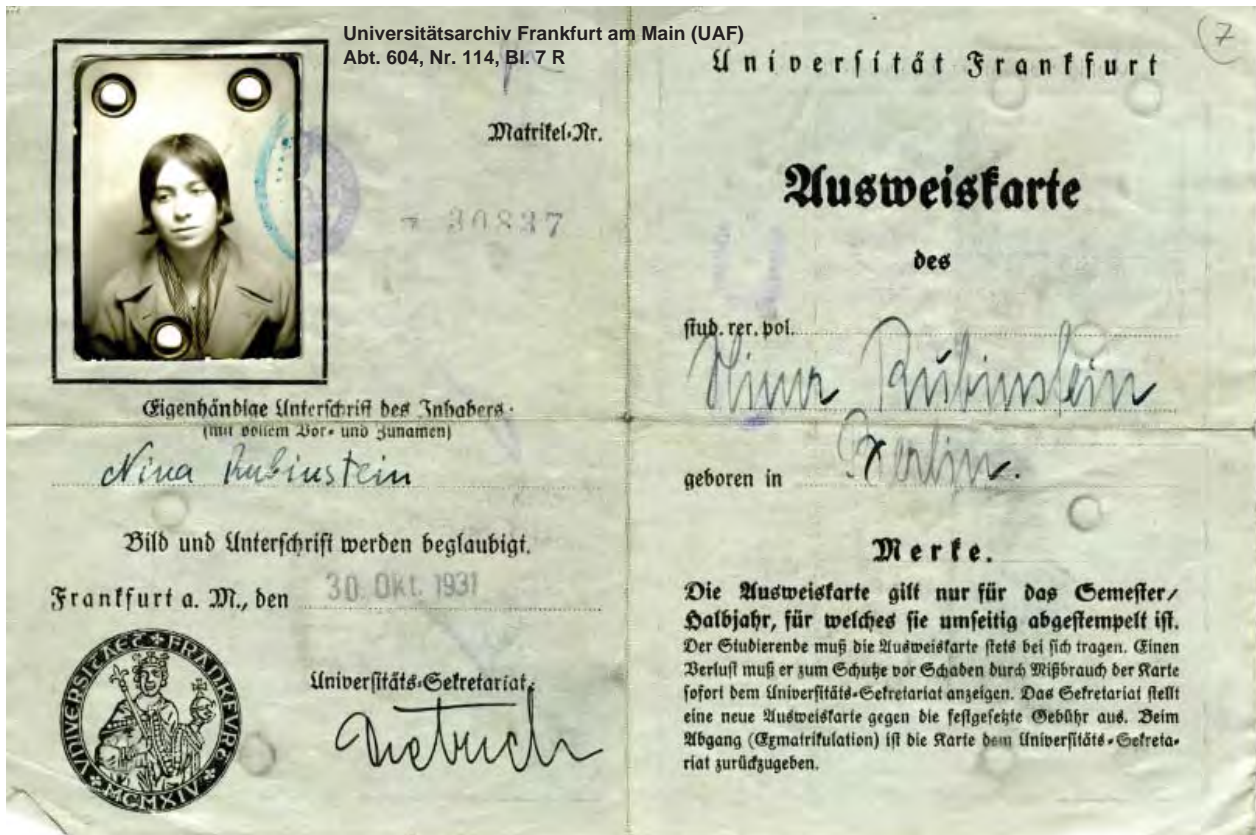 Universitätsarchiv Frankfurt am Main (UAF)
Abt. 604, Nr. 114, Bl. 7 R
Matrikel-Nr.
30837
Eigenhändige Unterschrift des Inhabers
(mit vollem Vor- und Zunamen)
Nina Rubinstein
Bild und Unterschrift werden beglaubigt.
Frankfurt a. M., den 30. Okt. 1931
Universitäts-Sekretariat
Dietrich
VNIVERSITAET FRANKFVRT
MCMXIV
7
Universität Frankfurt
Ausweiskarte
des
stud. rer. pol.
Nina Rubinstein
geboren in Berlin.
Merke.
Die Ausweiskarte gilt nur für das Semester/
Halbjahr, für welches sie umseitig abgestempelt ist.
Der Studierende muß die Ausweiskarte stets bei sich tragen. Einen
Verlust muß er zum Schutze vor Schaden durch Mißbrauch der Karte
sofort dem Universitäts-Sekretariat anzeigen. Das Sekretariat stellt
eine neue Ausweiskarte gegen die festgesetzte Gebühr aus. Beim
Abgang (Exmatrikulation) ist die Karte dem Universitäts-Sekreta-
riat zurückzugeben.